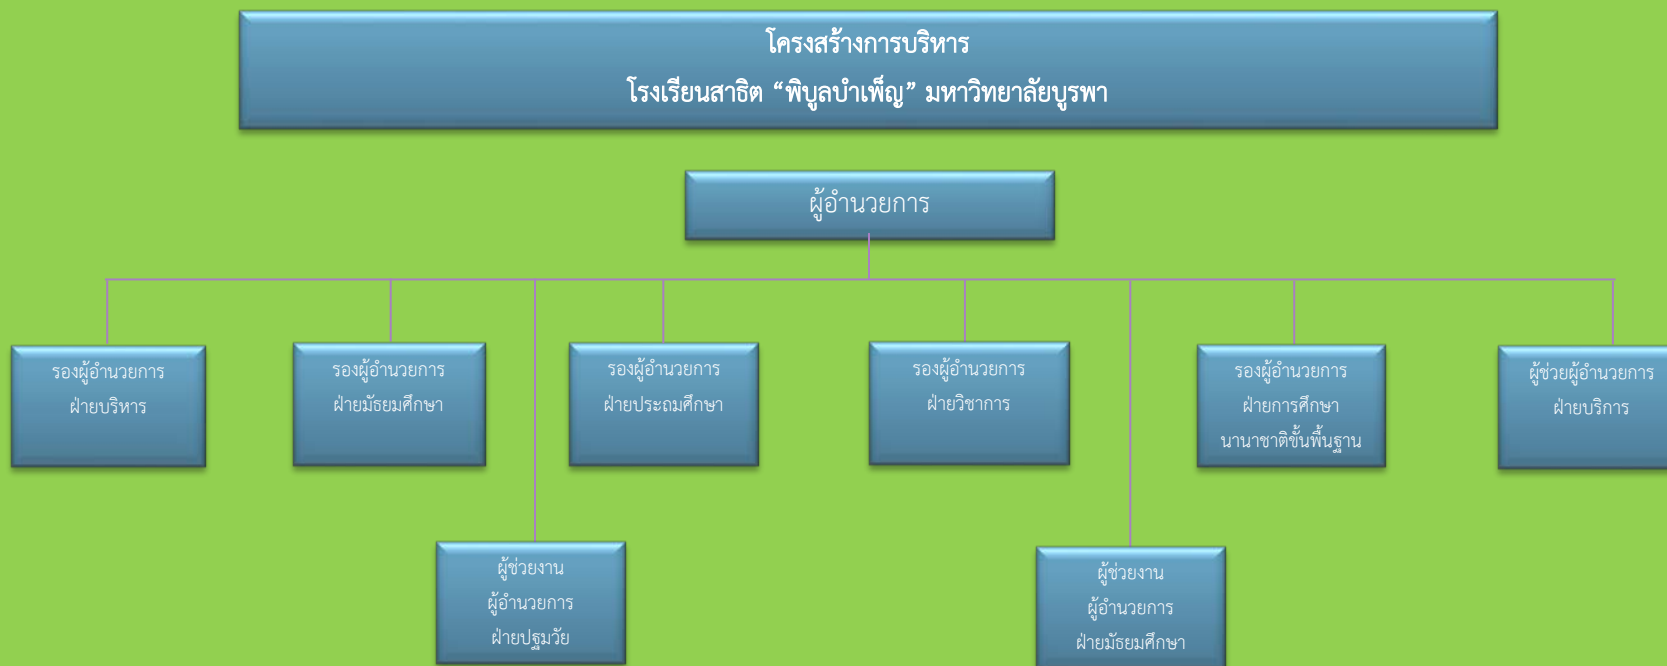 โครงสร้างการบริหาร
โรงเรียนสาธิต “พิบูลบำเพ็ญ” มหาวิทยาลัยบูรพา
ผู้อำนวยการ
รองผู้อำนวยการ
ฝ่ายบริหาร
รองผู้อำนวยการ
ฝ่ายมัธยมศึกษา
รองผู้อำนวยการ
ฝ่ายประถมศึกษา
รองผู้อำนวยการ
ฝ่ายวิชาการ
รองผู้อำนวยการ
ฝ่ายการศึกษา
นานาชาติขั้นพื้นฐาน
ผู้ช่วยผู้อำนวยการ
ฝ่ายบริการ
ผู้ช่วยงาน
ผู้อำนวยการ
ฝ่ายปฐมวัย
ผู้ช่วยงาน
ผู้อำนวยการ
ฝ่ายมัธยมศึกษา